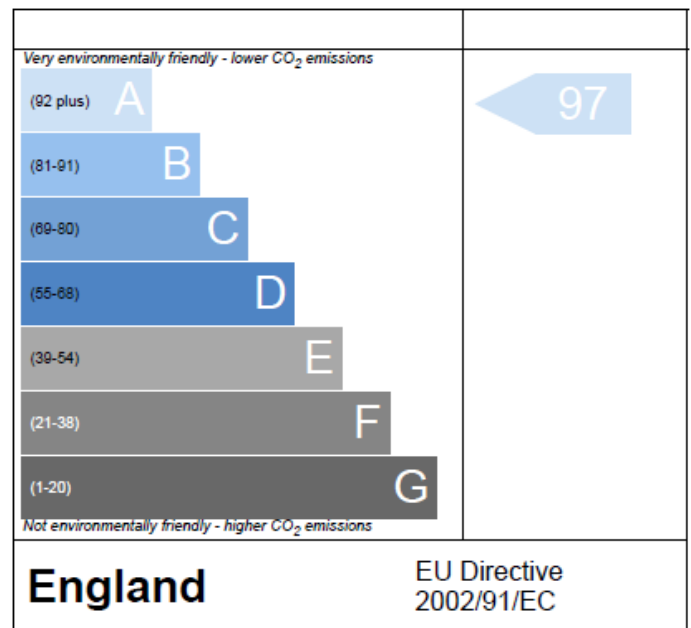 Very environmentally friendly - lower CO2 emissions
(92 plus) A
97
(81-91) B
(69-80) C
(55-68) D
(39-54) E
(21-38) F
(1-20) G
Not environmentally friendly - higher CO2 emissions
England
EU Directive
2002/91/EC